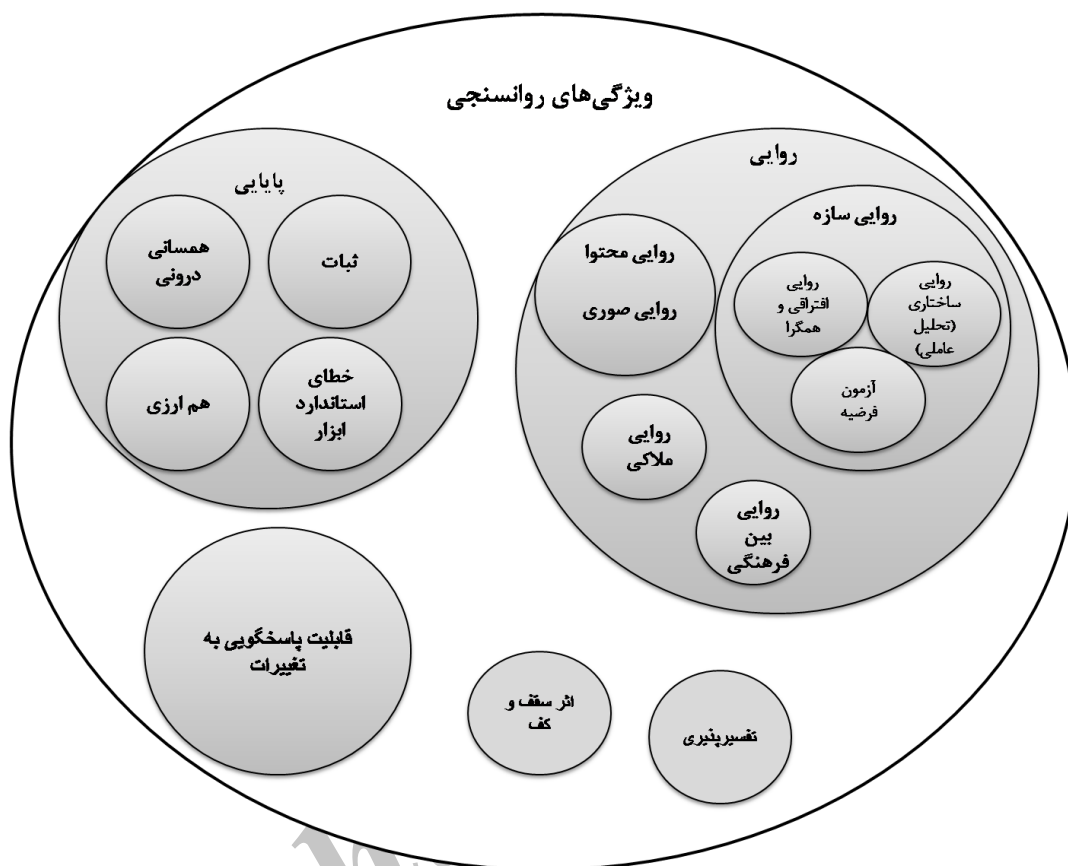 ویژگی‌های روانسنجی
روایی
روایی سازه
روایی
ساختاری
(تحلیل
عاملی)
روایی
افتراقی و
همگرا
آزمون
فرضیه
روایی محتوا
روایی صوری
روایی
ملاکی
روایی
بین
فرهنگی
پایایی
ثبات
همسانی
درونی
خطای
استاندارد
ابزار
هم ارزی
قابلیت پاسخگویی به
تغییرات
اثر سقف و
کف
تفسیرپذیری